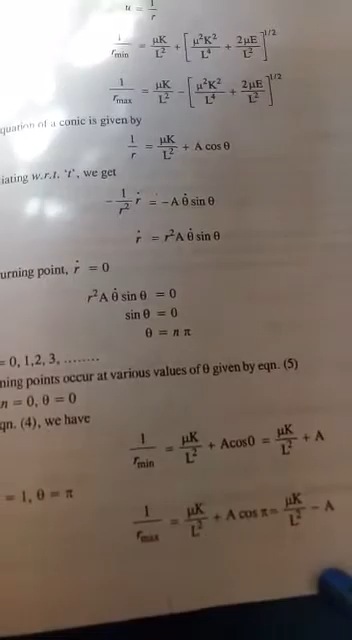 u = 1/r
1/r_min = μK/L² + [μ²K²/L⁴ + 2μE/L²]^1/2
1/r_max = μK/L² − [μ²K²/L⁴ + 2μE/L²]^1/2
quation of a conic is given by
1/r = μK/L² + A cos θ
iating w.r.t. 't', we get
− 1/r² ṙ = −A θ̇ sin θ
ṙ = r² A θ̇ sin θ
urning point, ṙ = 0
r² A θ̇ sin θ = 0
sin θ = 0
θ = n π
= 0, 1,2, 3, ........
ning points occur at various values of θ given by eqn. (5)
n = 0, θ = 0
qn. (4), we have
1/r_min = μK/L² + Acos0 = μK/L² + A
= 1, θ = π
1/r_max = μK/L² + A cos π = μK/L² − A